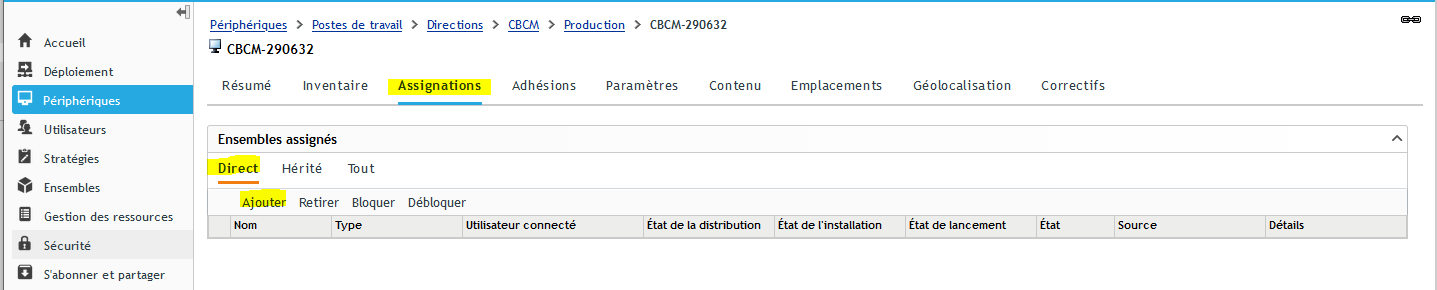 Périphériques > Postes de travail > Directions > CBCM > Production > CBCM-290632
CBCM-290632
Accueil
Déploiement
Périphériques
Utilisateurs
Stratégies
Ensembles
Gestion des ressources
Sécurité
S'abonner et partager
Résumé Inventaire Assignations Adhésions Paramètres Contenu Emplacements Géolocalisation Correctifs
Ensembles assignés
Direct Hérité Tout
Ajouter Retirer Bloquer Débloquer
Nom Type Utilisateur connecté État de la distribution État de l'installation État de lancement État Source Détails